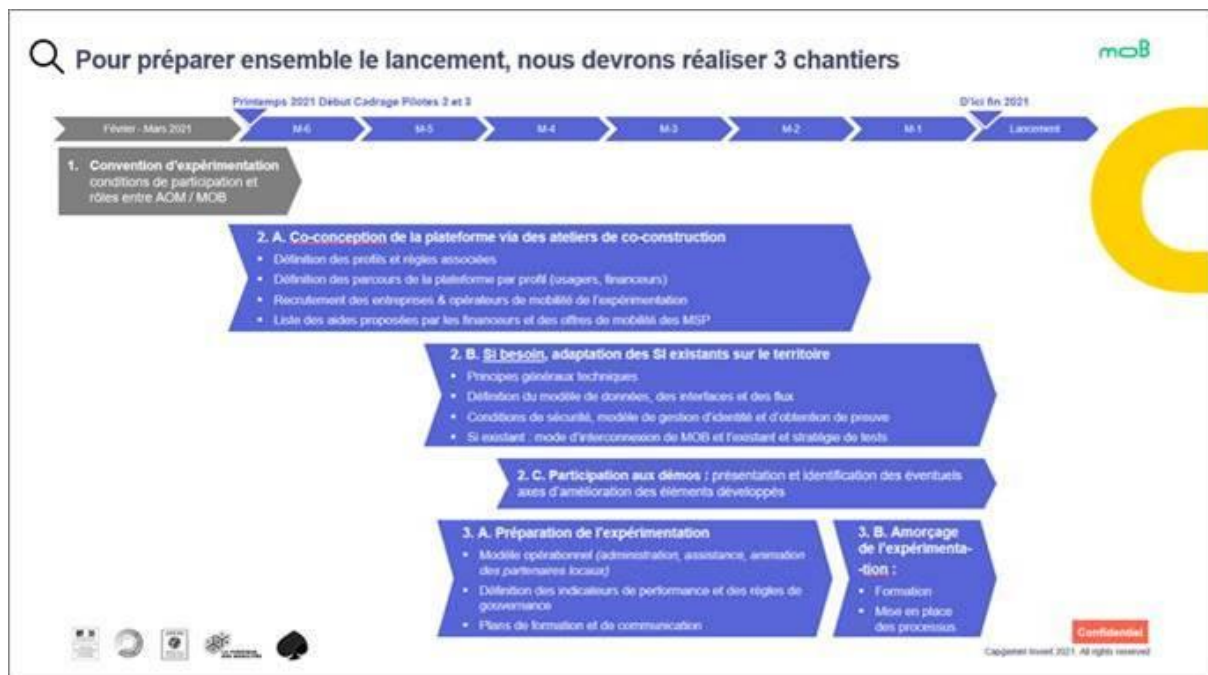 Pour préparer ensemble le lancement, nous devrons réaliser 3 chantiers
moB
Printemps 2021 Début Cadrage Pilotes 2 et 3
D'ici fin 2021
Février - Mars 2021
M-6
M-5
M-4
M-3
M-2
M-1
Lancement
1. Convention d'expérimentation
conditions de participation et
rôles entre AOM / MOB
2. A. Co-conception de la plateforme via des ateliers de co-construction
• Définition des profils et règles associées
• Définition des parcours de la plateforme par profil (usagers, financeurs)
• Recrutement des entreprises & opérateurs de mobilité de l'expérimentation
• Liste des aides proposées par les financeurs et des offres de mobilité des MSP
2. B. Si besoin, adaptation des SI existants sur le territoire
• Principes généraux techniques
• Définition du modèle de données, des interfaces et des flux
• Conditions de sécurité, modèle de gestion d'identité et d'obtention de preuve
• Si existant : mode d'interconnexion de MOB et l'existant et stratégie de tests
2. C. Participation aux démos : présentation et identification des éventuels
axes d'amélioration des éléments développés
3. A. Préparation de l'expérimentation
• Modèle opérationnel (administration, assistance, animation
des partenaires locaux)
• Définition des indicateurs de performance et des règles de
gouvernance
• Plans de formation et de communication
3. B. Amorçage
de l'expérimenta-
-tion :
• Formation
• Mise en place
des processus
Confidentiel
Capgemini Invent 2021. All rights reserved